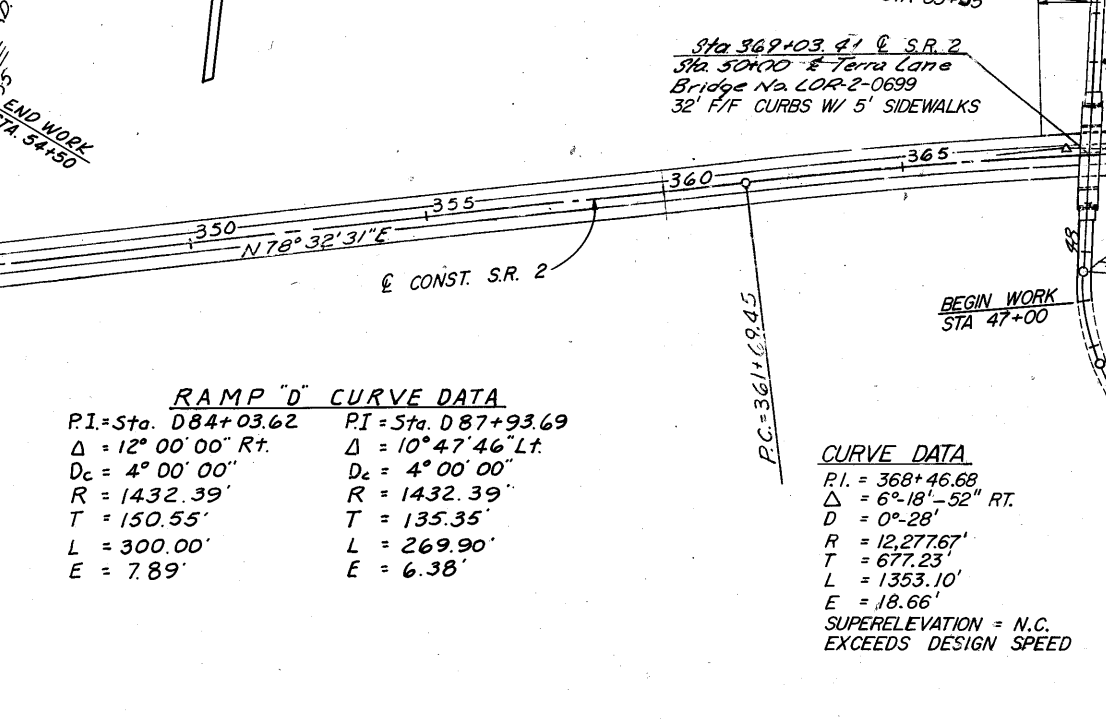 END WORK
STA. 54+50
Sta 369+03.41 ℄ S.R. 2
Sta. 50+00 ℄ Terra Lane
Bridge No. LOR-2-0699
32' F/F CURBS W/ 5' SIDEWALKS
365
360
355
350
N 78° 32' 31" E
℄ CONST. S.R. 2
P.C. = 361+69.45
BEGIN WORK
STA 47+00
RAMP "D" CURVE DATA
P.I. = Sta. D84+03.62
Δ = 12° 00' 00" Rt.
Dc = 4° 00' 00"
R = 1432.39'
T = 150.55'
L = 300.00'
E = 7.89'
P.I = Sta. D87+93.69
Δ = 10° 47' 46" Lt.
Dc = 4° 00' 00"
R = 1432.39'
T = 135.35'
L = 269.90'
E = 6.38'
CURVE DATA
P.I. = 368+46.68
Δ = 6°-18'-52" RT.
D = 0°-28'
R = 12,277.67'
T = 677.23'
L = 1353.10'
E = 18.66'
SUPERELEVATION = N.C.
EXCEEDS DESIGN SPEED